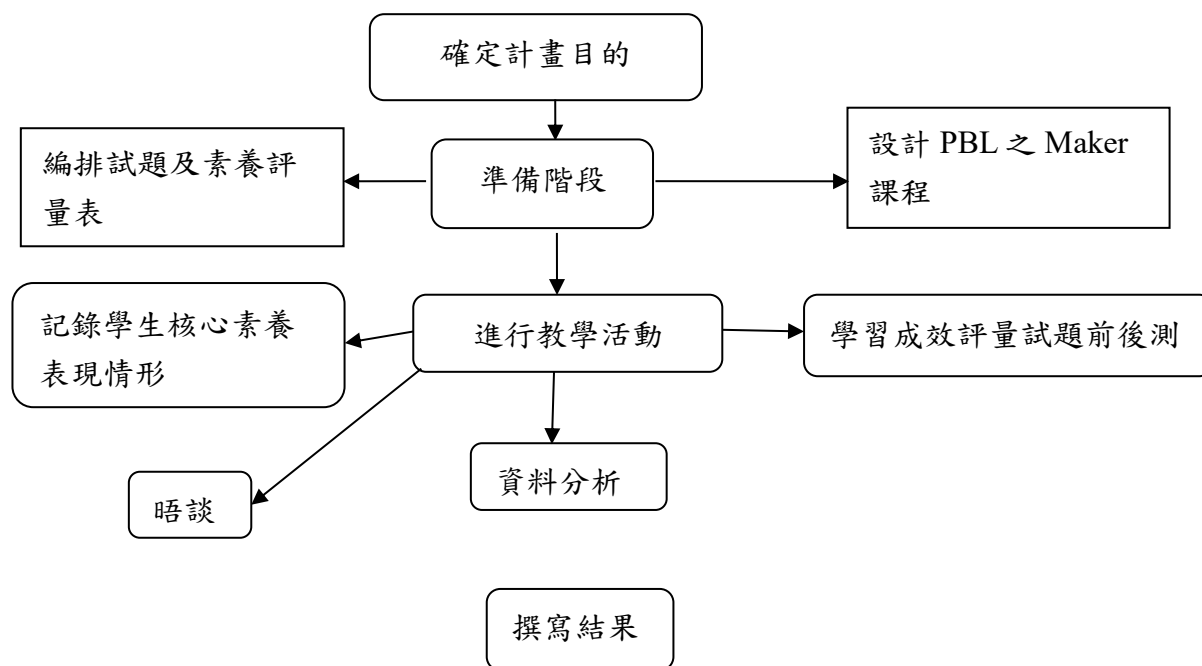 確定計畫目的
編排試題及素養評
量表
準備階段
設計 PBL 之 Maker
課程
記錄學生核心素養
表現情形
進行教學活動
學習成效評量試題前後測
晤談
資料分析
撰寫結果